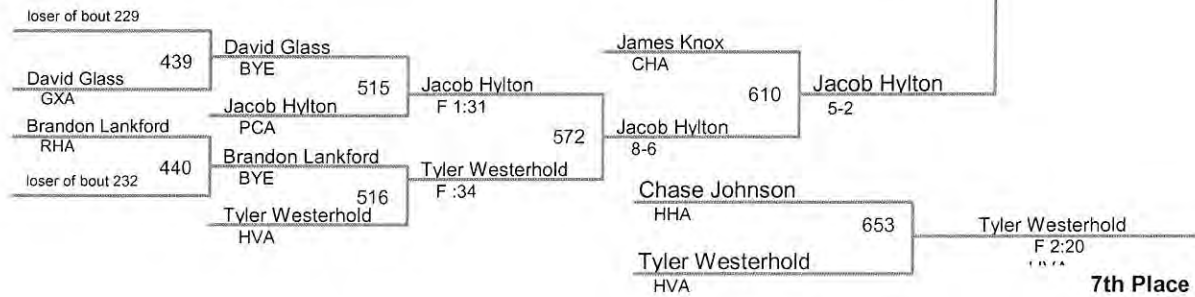 loser of bout 229
439
David Glass
GXA
Brandon Lankford
RHA
440
loser of bout 232
David Glass
BYE
515
Jacob Hylton
PCA
Brandon Lankford
BYE
516
Tyler Westerhold
HVA
Jacob Hylton
F 1:31
572
Tyler Westerhold
F :34
James Knox
CHA
610
Jacob Hylton
8-6
Jacob Hylton
5-2
Chase Johnson
HHA
653
Tyler Westerhold
HVA
Tyler Westerhold
F 2:20
7th Place